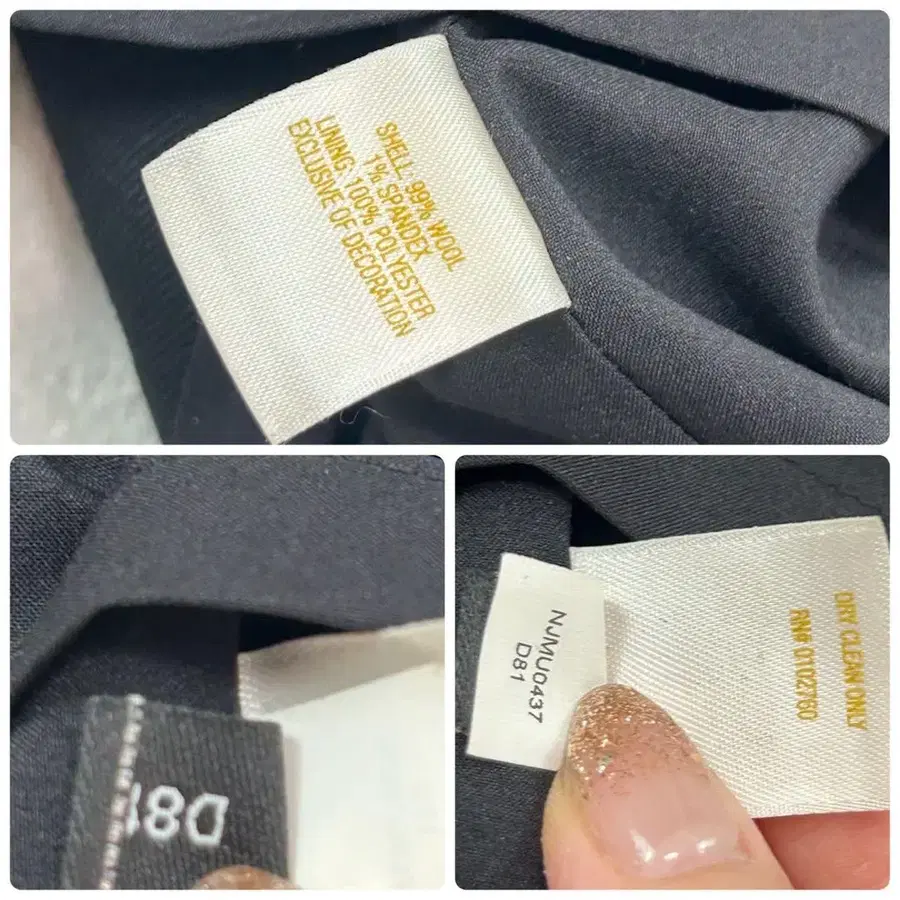 SHELL: 99% WOOL
1% SPANDEX
LINING: 100% POLYESTER
EXCLUSIVE OF DECORATION
D81
NJMU0437
D81
DRY CLEAN ONLY
RN# 0102760